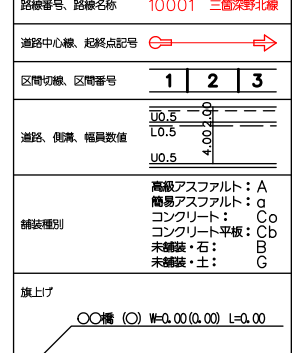 路線番号、路線名称 10001 三箇深野北線
道路中心線、起終点記号
区間切線、区間番号 1 2 3
道路、側溝、幅員数値 U0.5 L0.5 U0.5 2.00 4.00
舗装種別
高級アスファルト：A
簡易アスファルト：a
コンクリート：Co
コンクリート平板：Cb
未舗装・石：B
未舗装・土：G
旗上げ
○○橋 (○) W=0.00(0.00) L=0.00